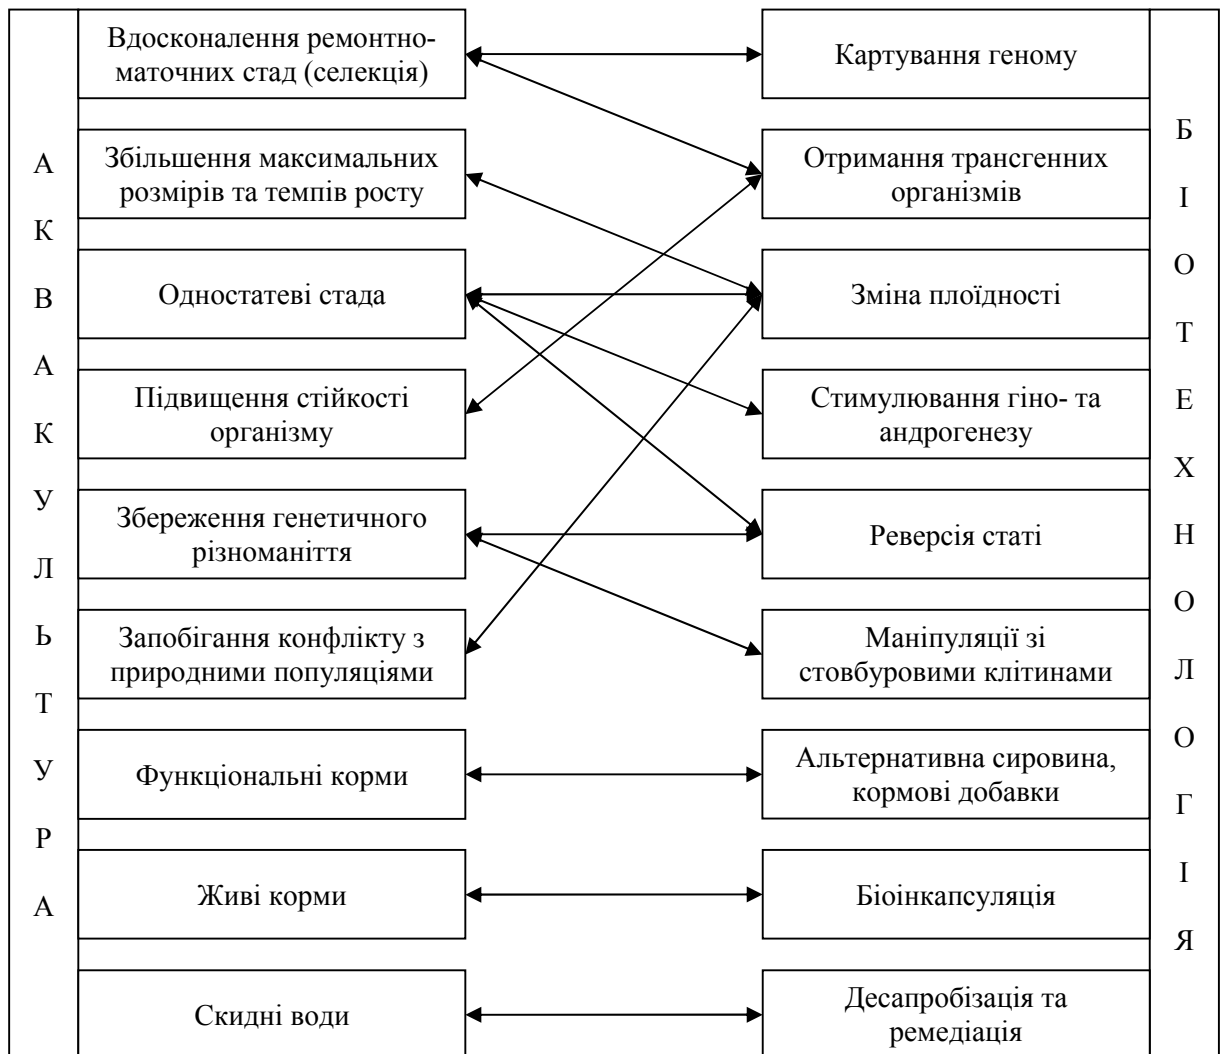 АКВАКУЛЬТУРА
Вдосконалення ремонтно-
маточних стад (селекція)
Картування геному
Збільшення максимальних
розмірів та темпів росту
Отримання трансгенних
організмів
Одностатеві стада
Зміна плоїдності
Підвищення стійкості
організму
Стимулювання гіно- та
андрогенезу
Збереження генетичного
різноманіття
Реверсія статі
Запобігання конфлікту з
природними популяціями
Маніпуляції зі
стовбуровими клітинами
Функціональні корми
Альтернативна сировина,
кормові добавки
Живі корми
Біоінкапсуляція
Скидні води
Десапробізація та
ремедіація
БІОТЕХНОЛОГІЯ